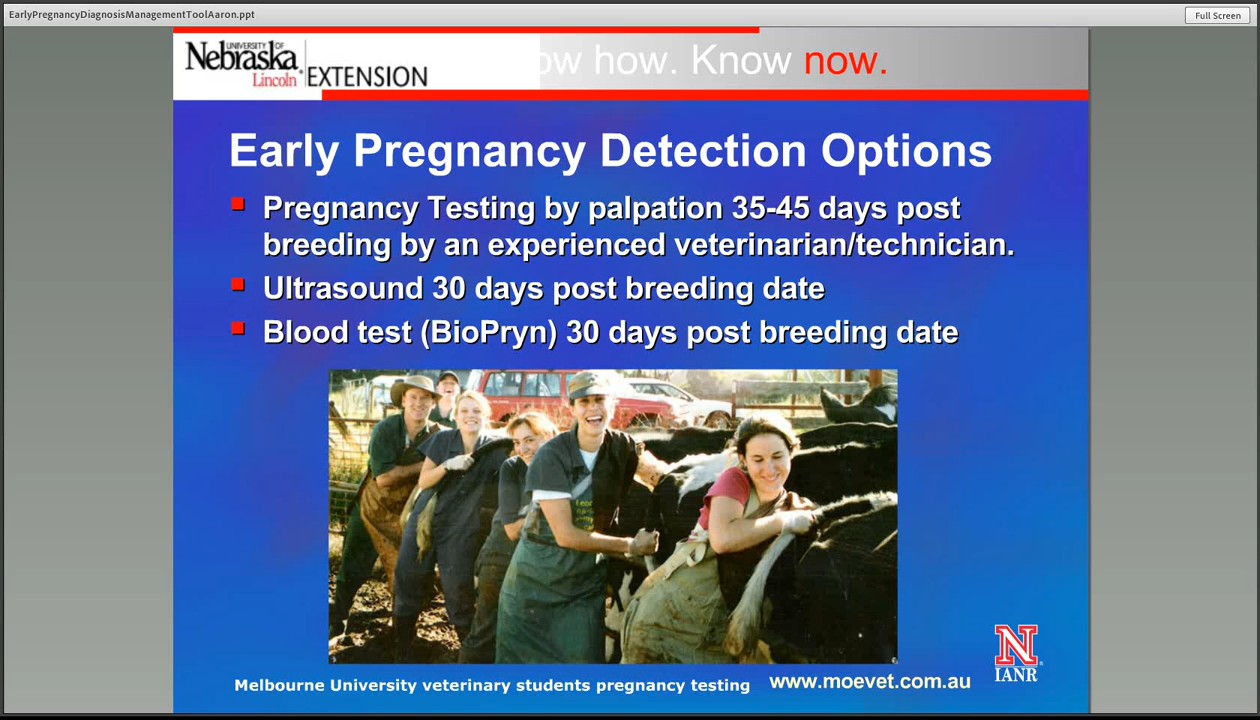 EarlyPregnancyDiagnosisManagementToolAaron.ppt
Full Screen
UNIVERSITY OF
Nebraska
Lincoln
EXTENSION
ow how. Know now.
Early Pregnancy Detection Options
Pregnancy Testing by palpation 35-45 days post
breeding by an experienced veterinarian/technician.
Ultrasound 30 days post breeding date
Blood test (BioPryn) 30 days post breeding date
N
IANR
Melbourne University veterinary students pregnancy testing
www.moevet.com.au